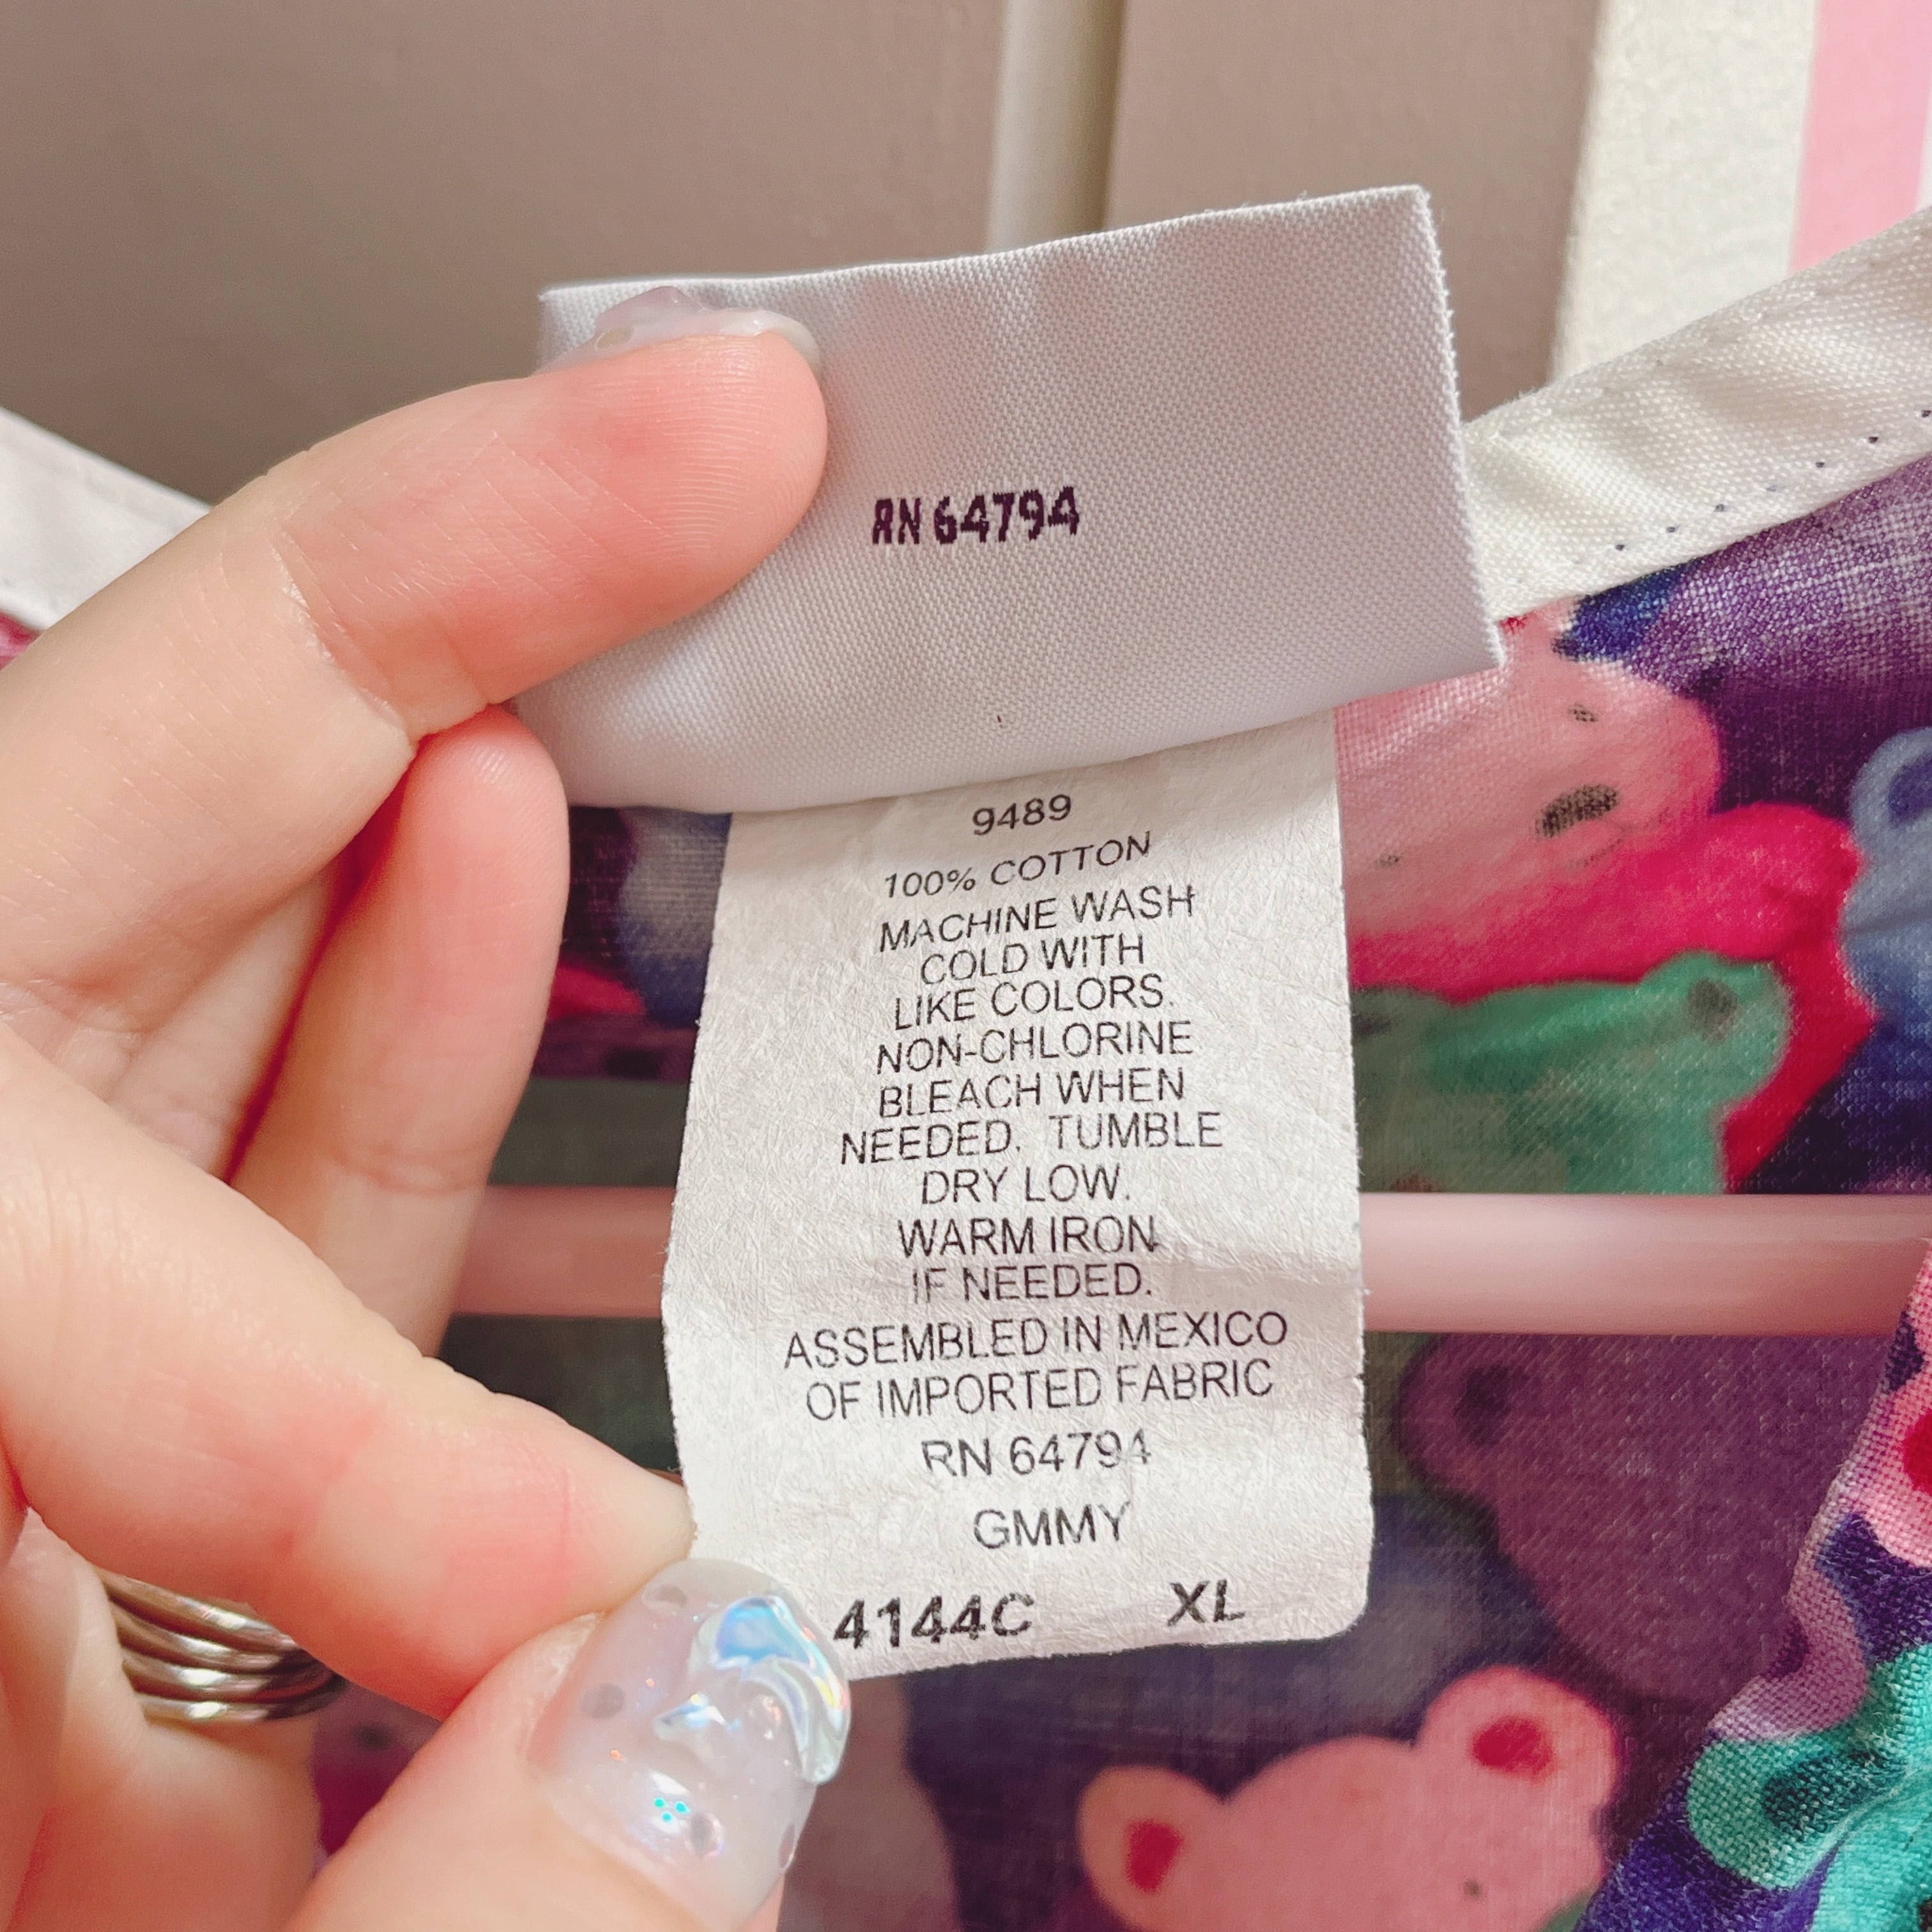 RN 64794
9489
100% COTTON
MACHINE WASH
COLD WITH
LIKE COLORS.
NON-CHLORINE
BLEACH WHEN
NEEDED. TUMBLE
DRY LOW.
WARM IRON
IF NEEDED.
ASSEMBLED IN MEXICO
OF IMPORTED FABRIC
RN 64794
GMMY
4144C XL